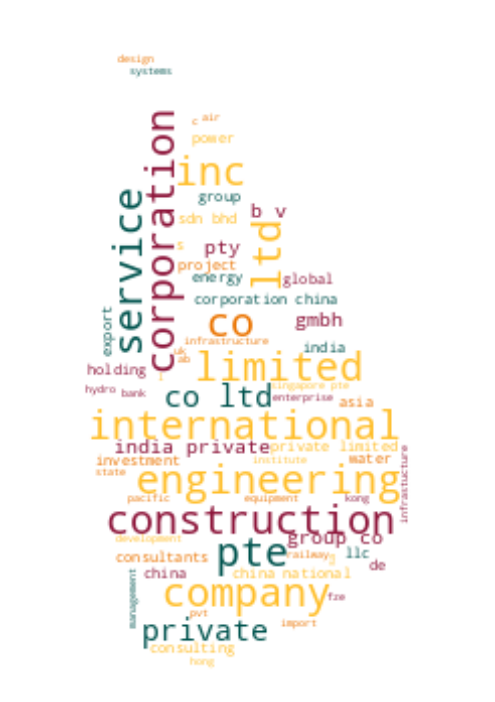 design
systems
c air
power
corporation
inc
service
group
b v
sdn bhd
ltd
s
pty
project
energy
global
corporation china
export
co
gmbh
infrastructure
india
uk
ab
limited
holding
singapore pte
hydro
bank
co ltd
enterprise
asia
international
india private
private limited
investment
institute
water
state
engineering
infrastructure
pacific
equipment
kong
construction
development
group co
pte
consultants
railway
llc
de
china
china national
management
company
fze
pvt
private
import
consulting
hong